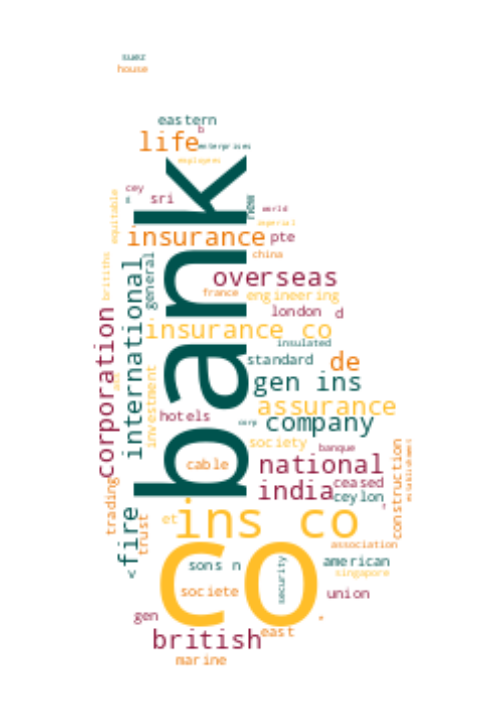 suez
house
eastern
b
life
enterprises
employees
cey
s
sri
equitable
new
world
imperial
insurance
pte
bank
china
general
britiths
international
overseas
france
engineering
london
d
corporation
insurance co
insulated
standard
de
ass
gen ins
investment
assurance
hotels
corp
company
society
banque
cable
national
construction
establishment
india
ceased
ceylon
trading
fire
trust
et
ins co
association
<
sons n
security
american
singapore
co
societe
union
gen
.
east
british
marine